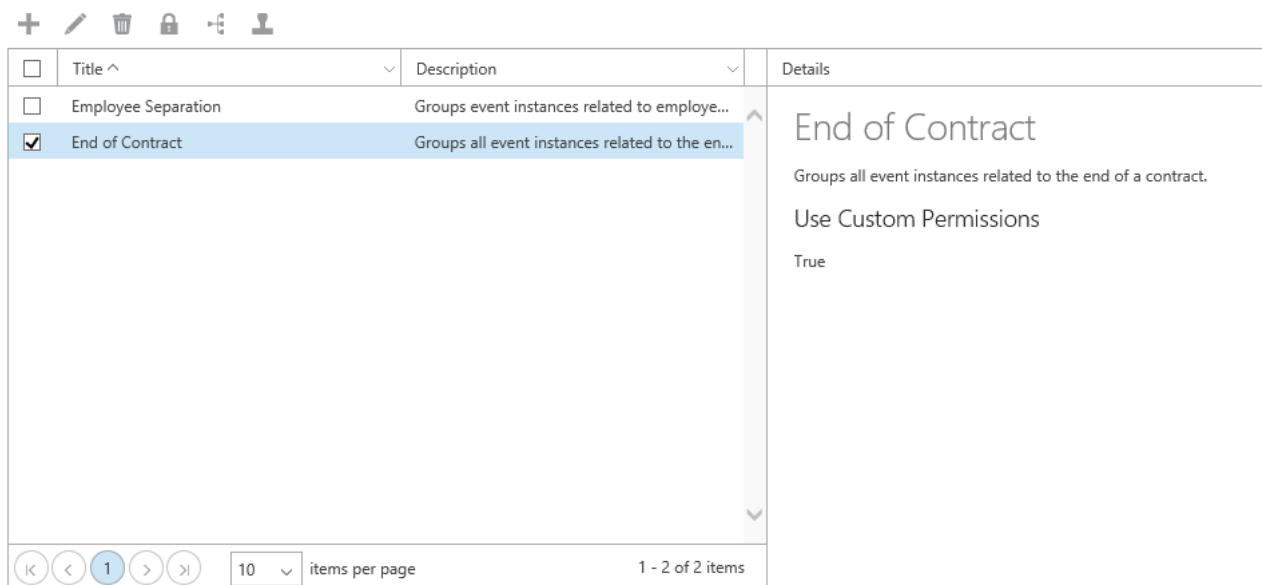 Title Description Details
Employee Separation Groups event instances related to employe...
End of Contract Groups all event instances related to the en...
End of Contract
Groups all event instances related to the end of a contract.
Use Custom Permissions
True
1 10 items per page 1 - 2 of 2 items